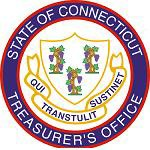 STATE OF CONNECTICUT
QUI
TRANSTULIT
SUSTINET
TREASURER'S OFFICE